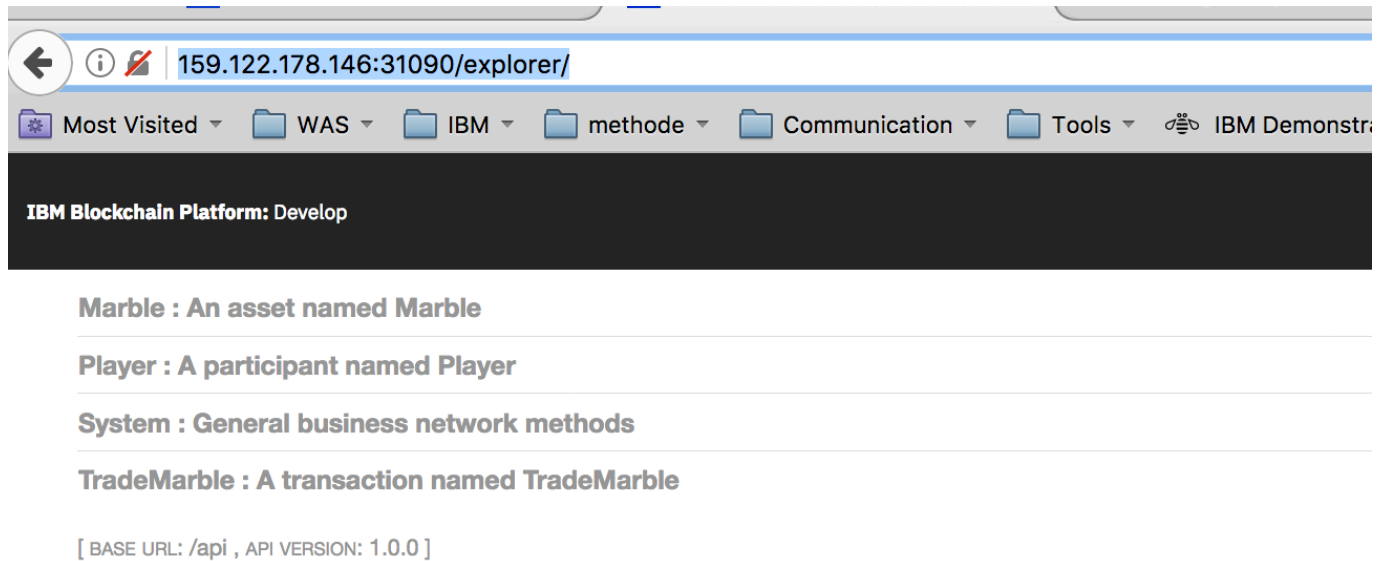 159.122.178.146:31090/explorer/
Most Visited WAS IBM methode Communication Tools IBM Demonstra
IBM Blockchain Platform: Develop
Marble : An asset named Marble
Player : A participant named Player
System : General business network methods
TradeMarble : A transaction named TradeMarble
[ BASE URL: /api , API VERSION: 1.0.0 ]